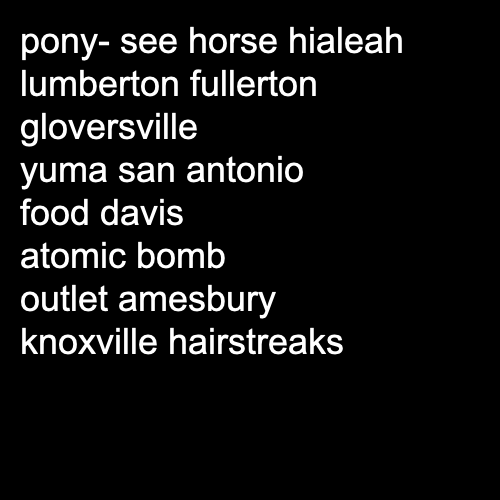 pony- see horse hialeah
lumberton fullerton
gloversville
yuma san antonio
food davis
atomic bomb
outlet amesbury
knoxville hairstreaks